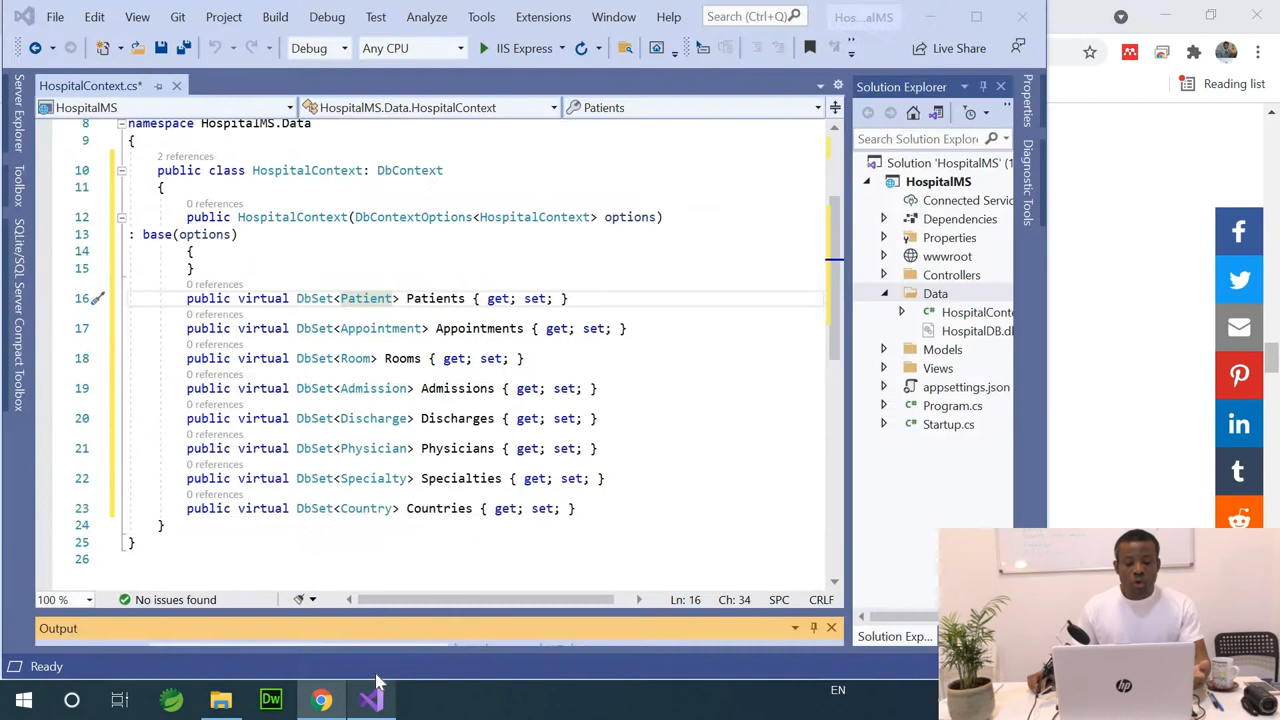 File Edit View Git Project Build Debug Test Analyze Tools Extensions Window Help Search (Ctrl+Q) Hos...alMS
Debug Any CPU IIS Express Live Share
Reading list
HospitalContext.cs*
HospitalMS HospitalMS.Data.HospitalContext Patients
8 namespace HospitalMS.Data
9 {
2 references
10 public class HospitalContext: DbContext
11 {
0 references
12 public HospitalContext(DbContextOptions<HospitalContext> options)
13 : base(options)
14 {
15 }
0 references
16 public virtual DbSet<Patient> Patients { get; set; }
0 references
17 public virtual DbSet<Appointment> Appointments { get; set; }
0 references
18 public virtual DbSet<Room> Rooms { get; set; }
0 references
19 public virtual DbSet<Admission> Admissions { get; set; }
0 references
20 public virtual DbSet<Discharge> Discharges { get; set; }
0 references
21 public virtual DbSet<Physician> Physicians { get; set; }
0 references
22 public virtual DbSet<Specialty> Specialties { get; set; }
0 references
23 public virtual DbSet<Country> Countries { get; set; }
24 }
25 }
26
100 % No issues found Ln: 16 Ch: 34 SPC CRLF
Output
Ready
Server Explorer
Toolbox
SQLite/SQL Server Compact Toolbox
Solution Explorer
Search Solution Explor
Solution 'HospitalMS' (1
HospitalMS
Connected Servic
Dependencies
Properties
wwwroot
Controllers
Data
HospitalConte
HospitalDB.d
Models
Views
appsettings.json
Program.cs
Startup.cs
Solution Exp...
Properties
Diagnostic Tools
Dw
EN
hp